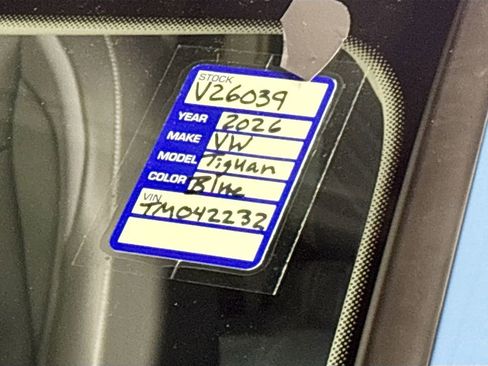 STOCK
V26039
YEAR 2026
MAKE VW
MODEL Tiguan
COLOR Blue
VIN
TM042232